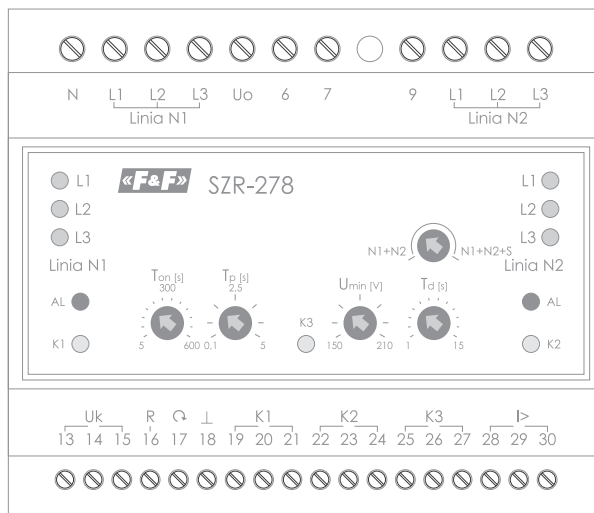 N L1 L2 L3 Uo 6 7 9 L1 L2 L3
Linia N1 Linia N2
L1 «F&F» SZR-278 L1
L2 L2
L3 L3
N1+N2 N1+N2+S
Linia N1 Linia N2
Ton [s] Tp [s] Umin [V] Td [s]
300 2,5
AL AL
K1 K3 K2
5 600 0,1 5 150 210 1 15
Uk R ⊥ K1 K2 K3 I>
13 14 15 16 17 18 19 20 21 22 23 24 25 26 27 28 29 30